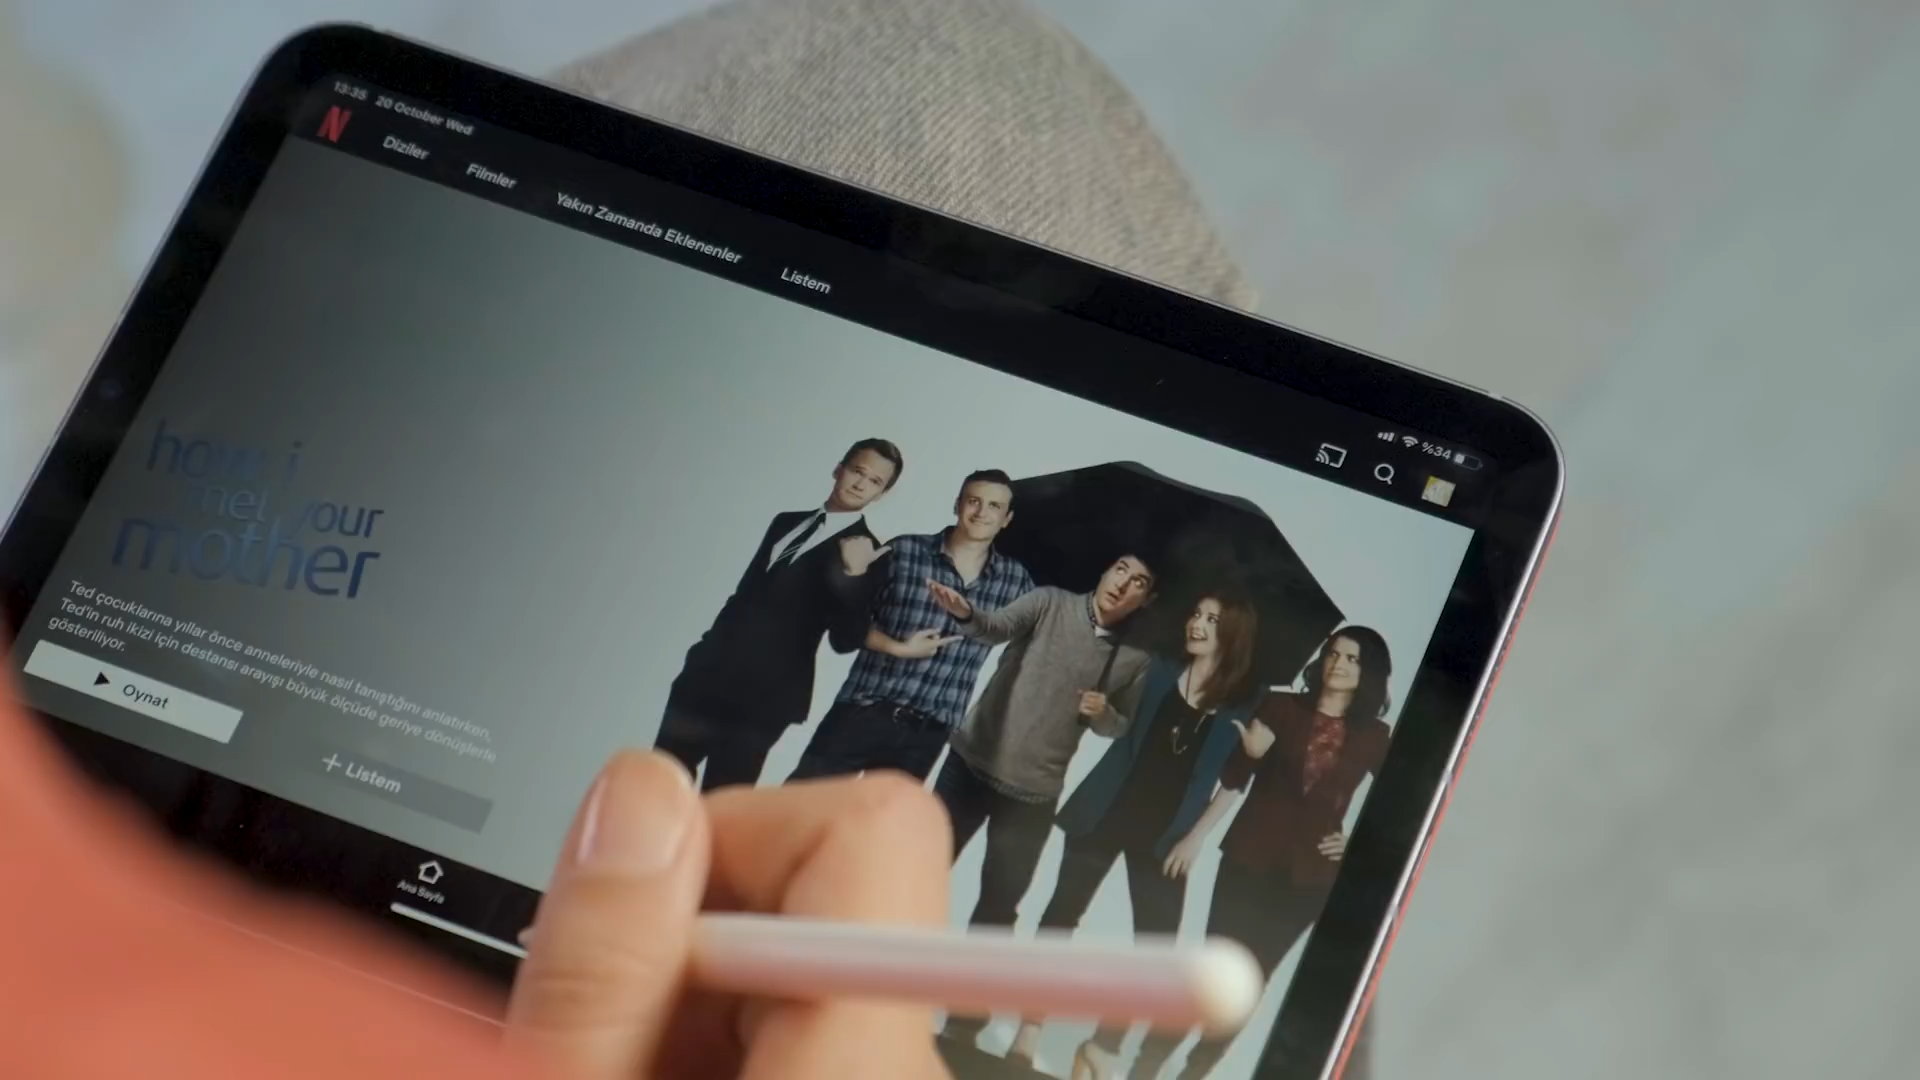 13:35 20 October Wed
N
Diziler Filmler Yakın Zamanda Eklenenler Listem
%34
how i
met your
mother
Ted çocuklarına yıllar önce anneleriyle nasıl tanıştığını anlatırken,
Ted'in ruh ikizi için destansı arayışı büyük ölçüde geriye dönüşlerle
gösteriliyor.
Oynat
+ Listem
Ana Sayfa